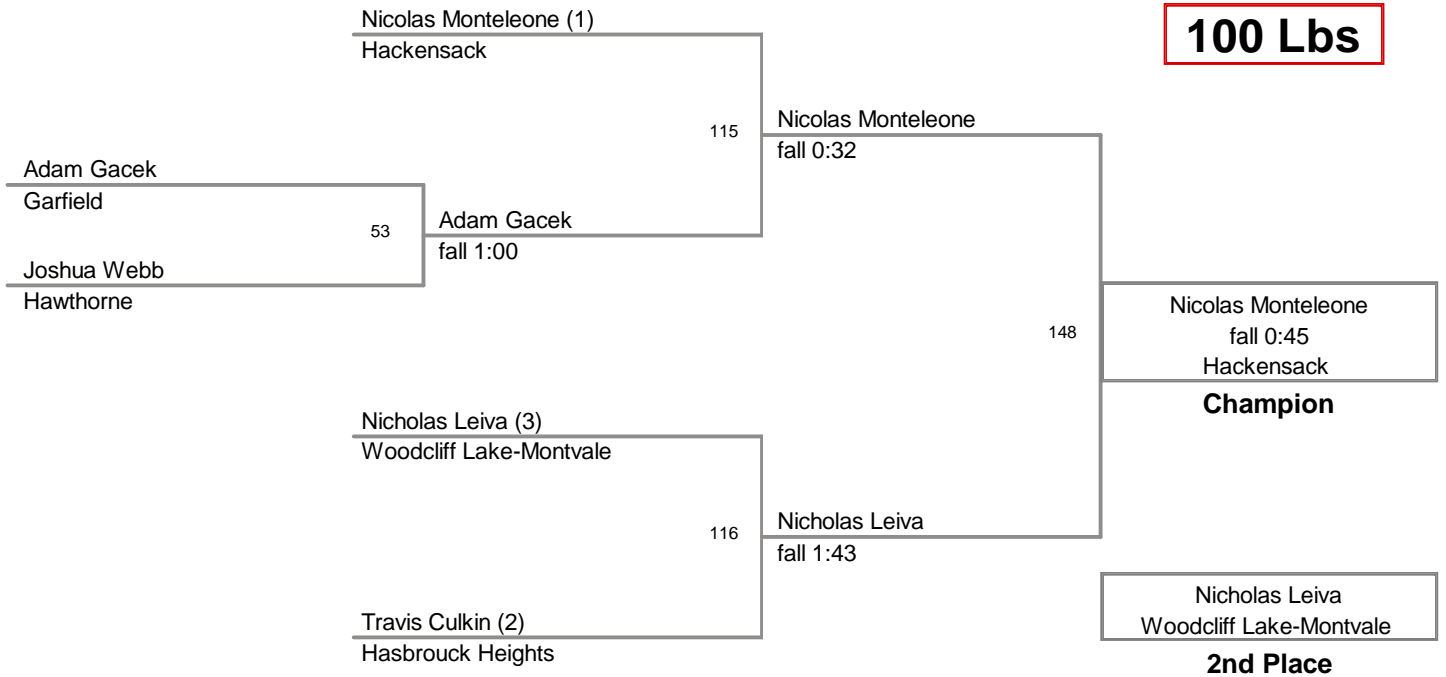 Nicolas Monteleone (1)
Hackensack
100 Lbs
115
Nicolas Monteleone
fall 0:32
Adam Gacek
Garfield
53
Adam Gacek
fall 1:00
Joshua Webb
Hawthorne
148
Nicolas Monteleone
fall 0:45
Hackensack
Champion
Nicholas Leiva (3)
Woodcliff Lake-Montvale
116
Nicholas Leiva
fall 1:43
Travis Culkin (2)
Hasbrouck Heights
Nicholas Leiva
Woodcliff Lake-Montvale
2nd Place